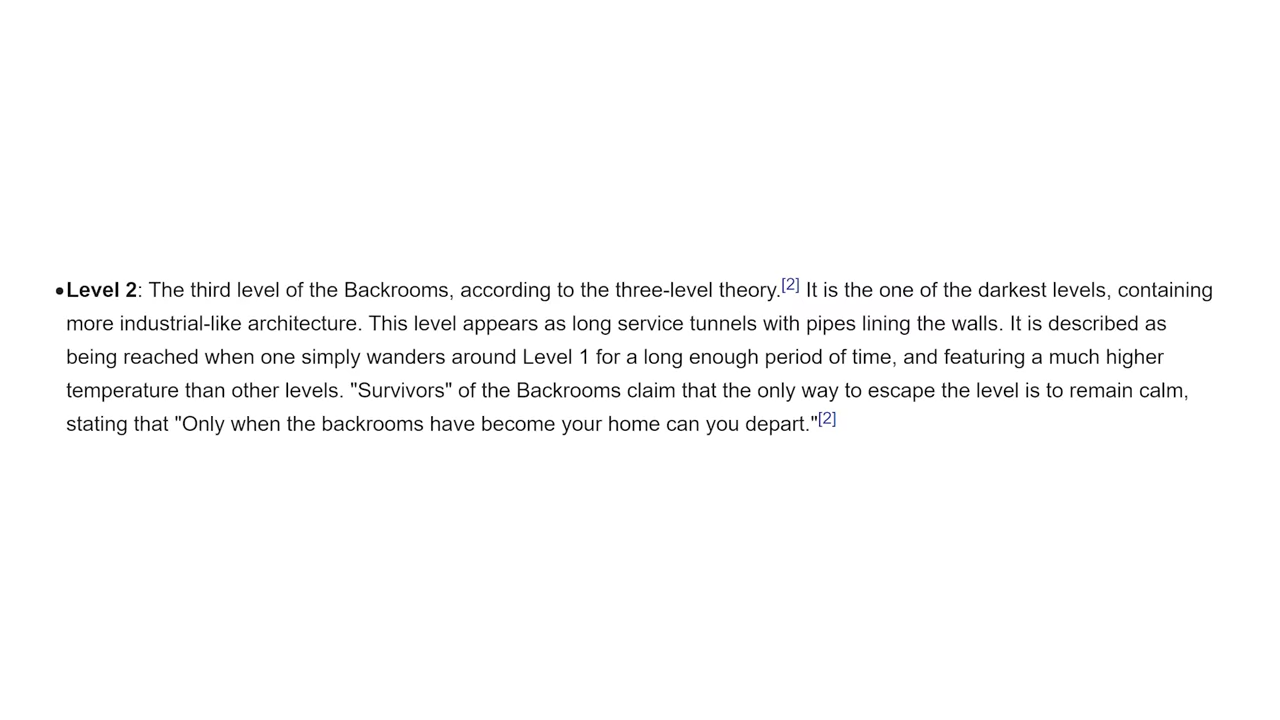 •Level 2: The third level of the Backrooms, according to the three-level theory.[2] It is the one of the darkest levels, containing
more industrial-like architecture. This level appears as long service tunnels with pipes lining the walls. It is described as
being reached when one simply wanders around Level 1 for a long enough period of time, and featuring a much higher
temperature than other levels. "Survivors" of the Backrooms claim that the only way to escape the level is to remain calm,
stating that "Only when the backrooms have become your home can you depart."[2]